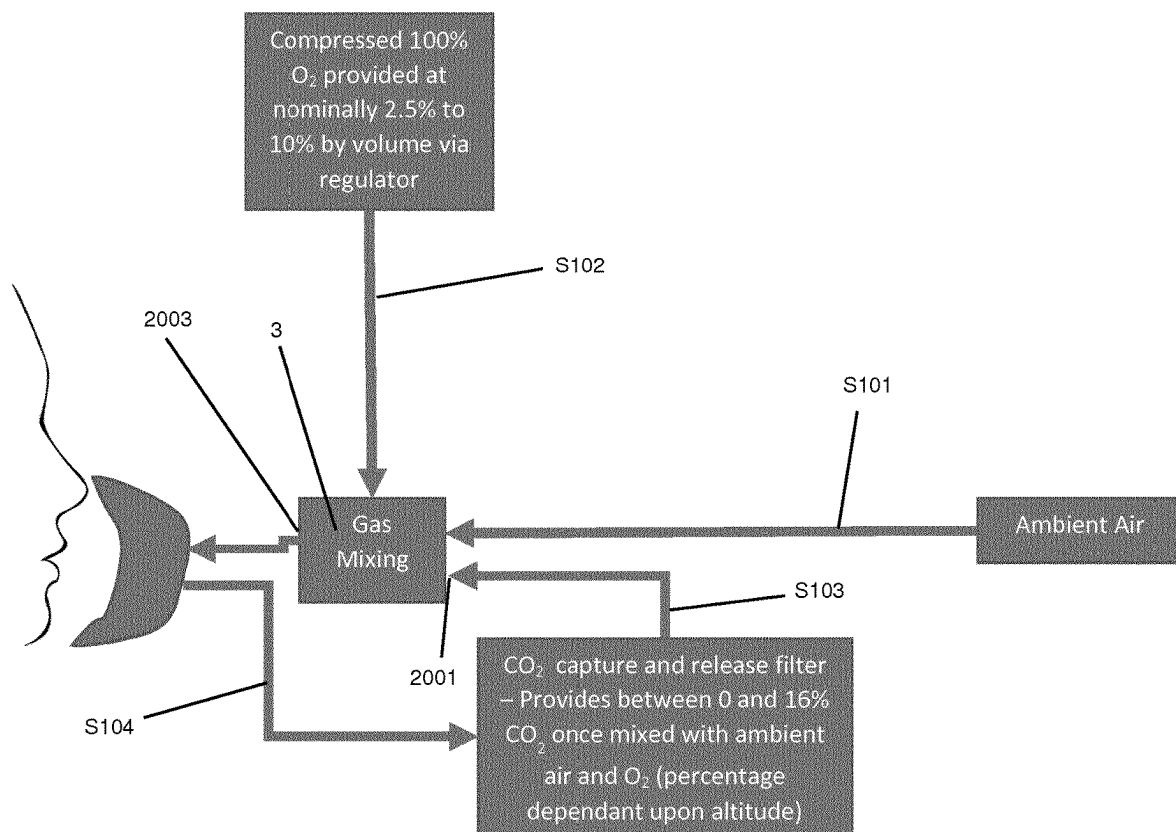 Compressed 100%
O₂ provided at
nominally 2.5% to
10% by volume via
regulator
S102
2003
3
S101
Gas
Mixing
Ambient Air
S103
2001
S104
CO₂ capture and release filter
– Provides between 0 and 16%
CO₂ once mixed with ambient
air and O₂ (percentage
dependant upon altitude)